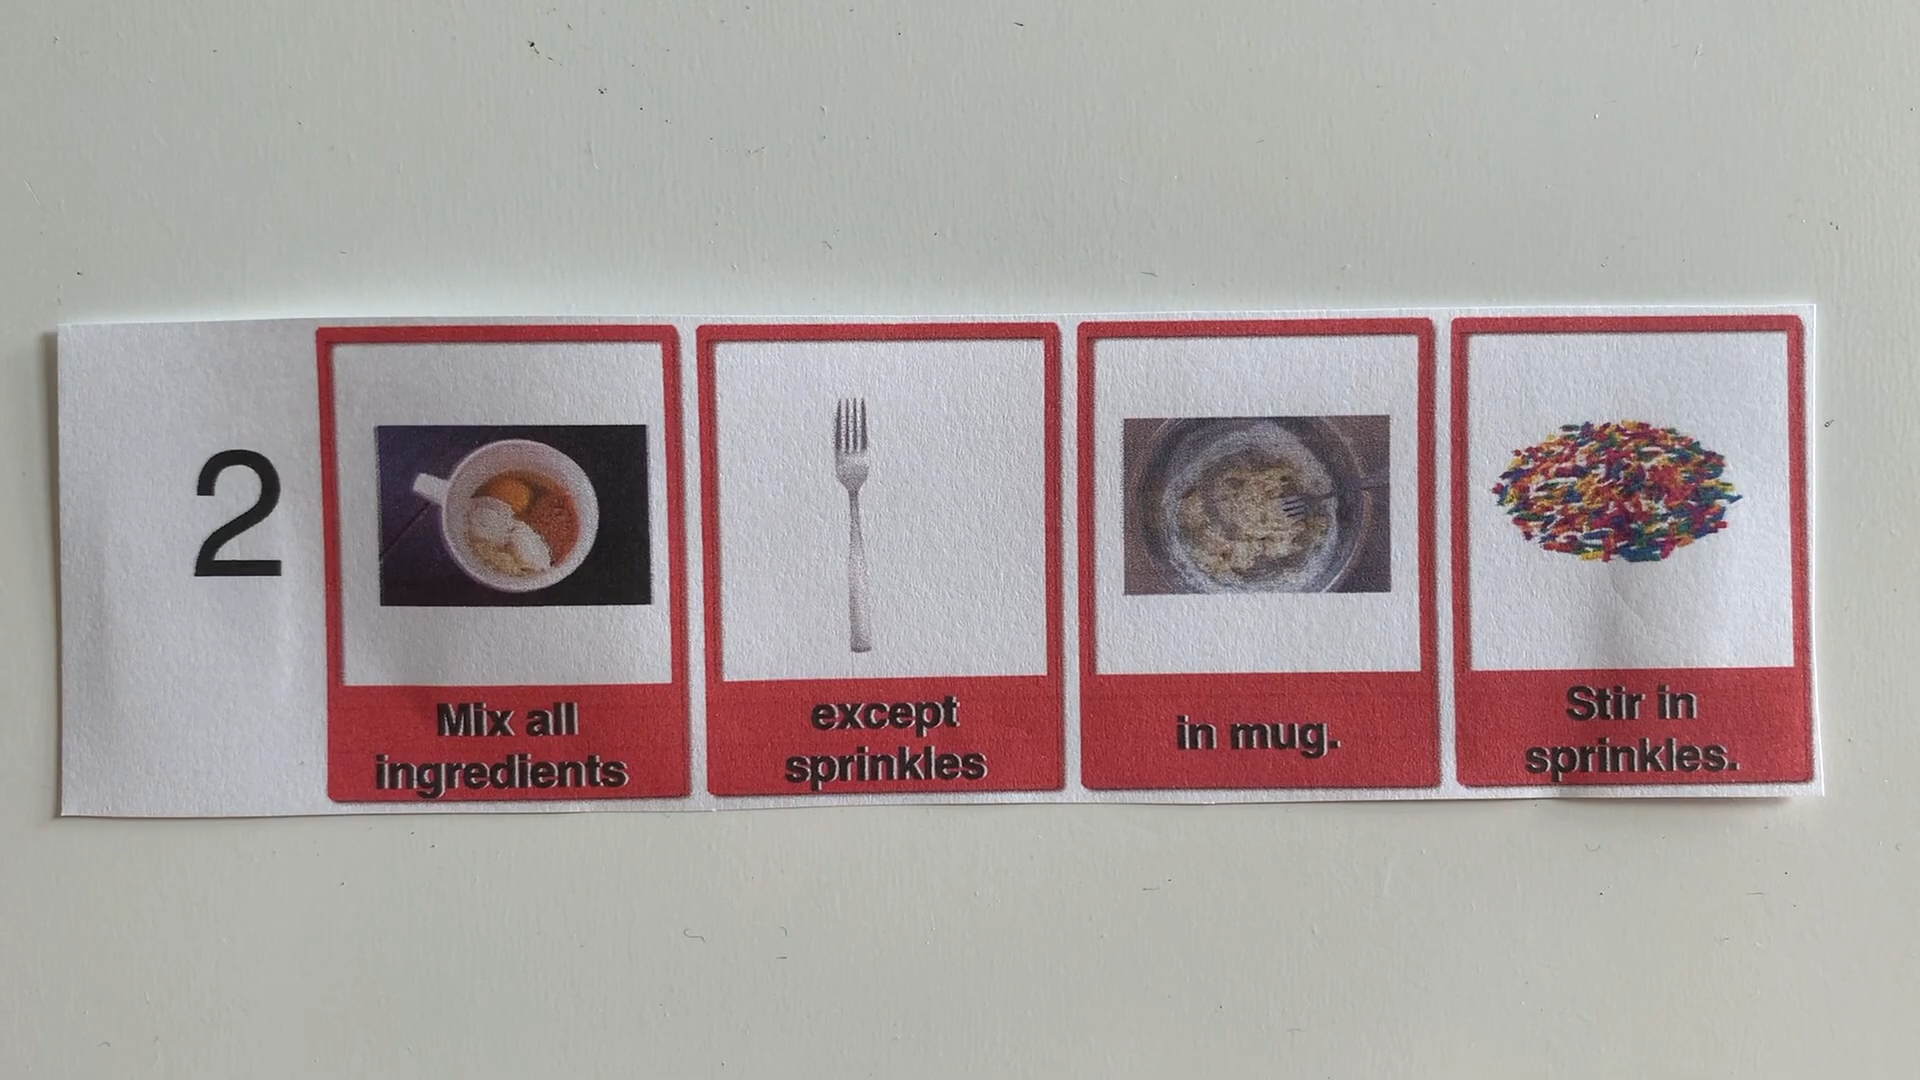 2
Mix all
ingredients
except
sprinkles
in mug.
Stir in
sprinkles.